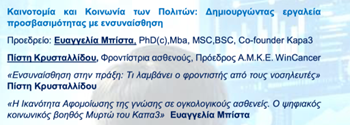 Καινοτομία και Κοινωνία των Πολιτών: Δημιουργώντας εργαλεία
προσβασιμότητας με ενσυναίσθηση
Προεδρείο: Ευαγγελία Μπίστα, PhD(c),Mba, MSC,BSC, Co-founder Kapa3
Πίστη Κρυσταλλίδου, Φροντίστρια ασθενούς, Πρόεδρος Α.Μ.Κ.Ε. WinCancer
«Ενσυναίσθηση στην πράξη: Τι λαμβάνει ο φροντιστής από τους νοσηλευτές»
Πίστη Κρυσταλλίδου
«Η Ικανότητα Αφομοίωσης της γνώσης σε ογκολογικούς ασθενείς. Ο ψηφιακός
κοινωνικός βοηθός Μυρτώ του Καπα3» Ευαγγελία Μπίστα